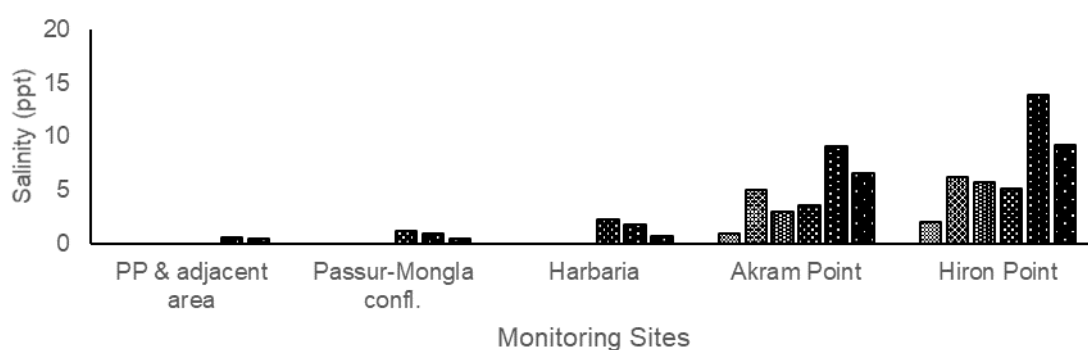 20
15
10
5
0
Salinity (ppt)
PP & adjacent
area
Passur-Mongla
confl.
Harbaria
Akram Point
Hiron Point
Monitoring Sites